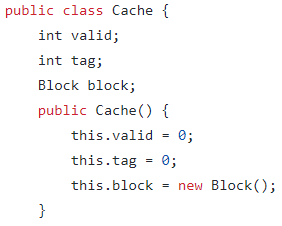 public class Cache {
    int valid;
    int tag;
    Block block;
    public Cache() {
        this.valid = 0;
        this.tag = 0;
        this.block = new Block();
    }